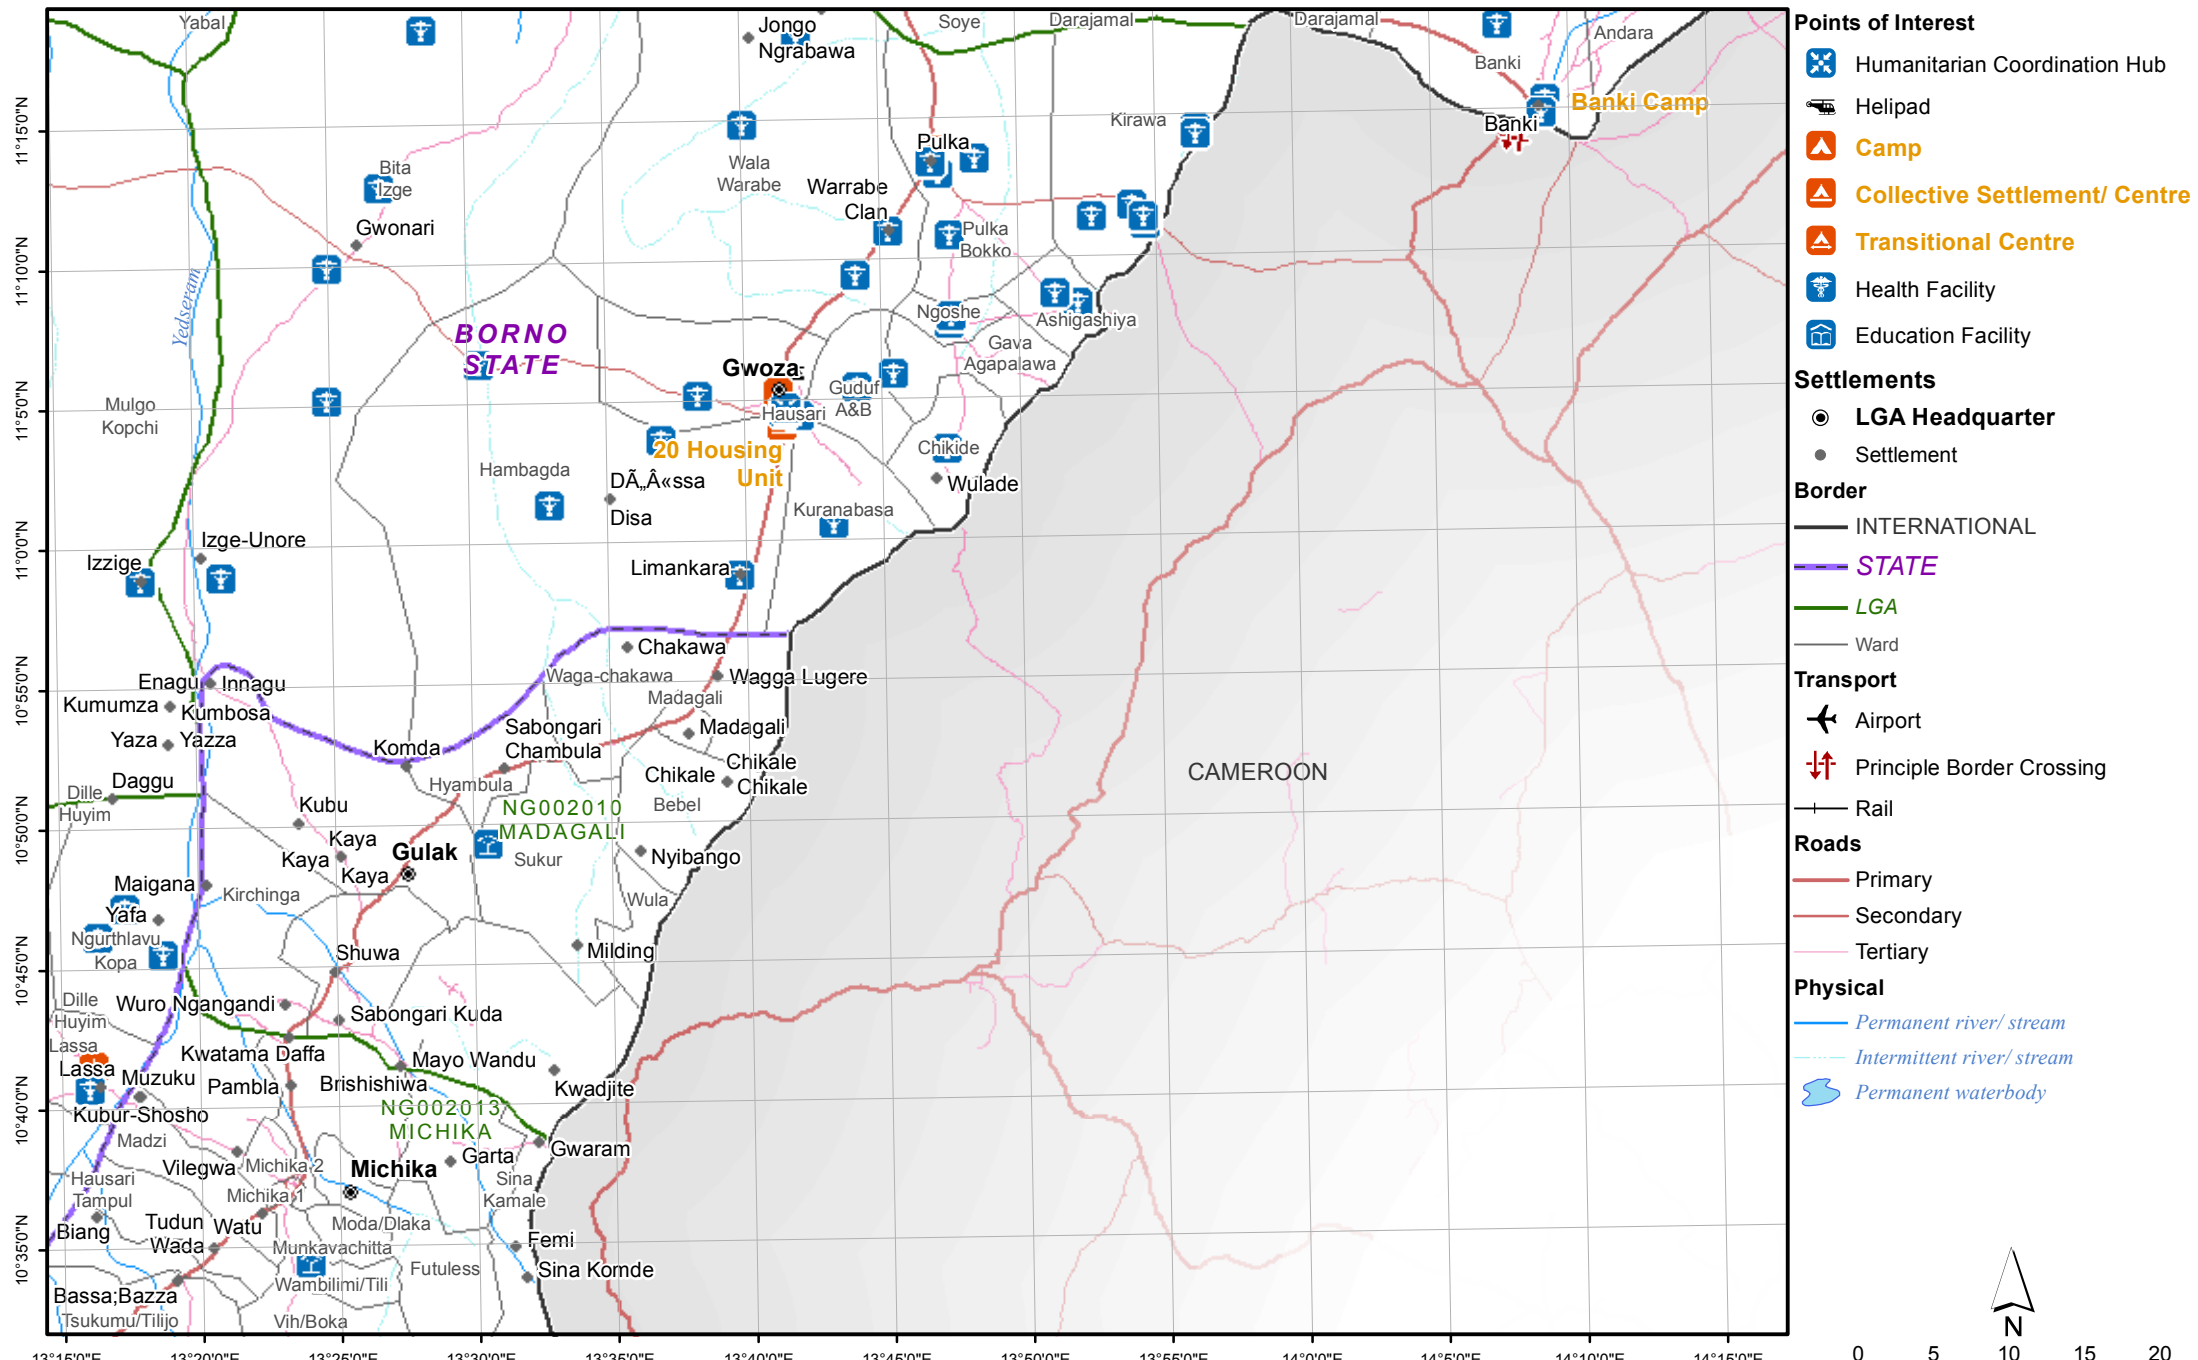 Yabal
Jongo
Ngrabawa
Soye
Darajamal
Darajamal
Andara
Banki
Banki Camp
Banki
Kirawa
Pulka
Wala
Warabe
Warrabe
Clan
Bita
Izge
Gwonari
Pulka
Bokko
Yedseram
BORNO
STATE
Ngoshe
Ashigashiya
Gava
Agapalawa
Gwoza
Guduf
A&B
Hausari
Mulgo
Kopchi
20 Housing
Unit
Chikide
Wulade
Hambagda
DÃ„Â«ssa
Disa
Kuranabasa
Izge-Unore
Izzige
Limankara
Chakawa
Waga-chakawa
Wagga Lugere
Madagali
Enagu
Innagu
Kumumza
Kumbosa
Sabongari
Chambula
Madagali
Yaza
Yazza
Komda
Chikale
Chikale
Chikale
Daggu
Dille
Huyim
Hyambula
Bebel
Kubu
NG002010
MADAGALI
Kaya
Kaya
Kaya
Gulak
Sukur
Nyibango
Maigana
Kirchinga
Wula
Yafa
Ngurthlavu
Kopa
Shuwa
Milding
Dille
Huyim
Wuro Ngangandi
Sabongari Kuda
Lassa
Lassa
Kwatama Daffa
Mayo Wandu
Muzuku
Pambla
Brishishiwa
Kwadjite
Kubur-Shosho
NG002013
MICHIKA
Madzi
Gwaram
Vilegwa
Michika 2
Michika
Garta
Hausari
Tampul
Michika 1
Sina
Kamale
Biang
Tudun
Wada
Watu
Moda/Dlaka
Femi
Munkavachitta
Wambilimi/Tili
Futuless
Sina Komde
Bassa;Bazza
Tsukumu/Tilijo
Vih/Boka
CAMEROON
11°15'0"N
11°10'0"N
11°5'0"N
11°0'0"N
10°55'0"N
10°50'0"N
10°45'0"N
10°40'0"N
10°35'0"N
13°15'0"E
13°20'0"E
13°25'0"E
13°30'0"E
13°35'0"E
13°40'0"E
13°45'0"E
13°50'0"E
13°55'0"E
14°0'0"E
14°5'0"E
14°10'0"E
14°15'0"E
Points of Interest
Humanitarian Coordination Hub
Helipad
Camp
Collective Settlement/ Centre
Transitional Centre
Health Facility
Education Facility
Settlements
LGA Headquarter
Settlement
Border
INTERNATIONAL
STATE
LGA
Ward
Transport
Airport
Principle Border Crossing
Rail
Roads
Primary
Secondary
Tertiary
Physical
Permanent river/ stream
Intermittent river/ stream
Permanent waterbody
N
0 5 10 15 20